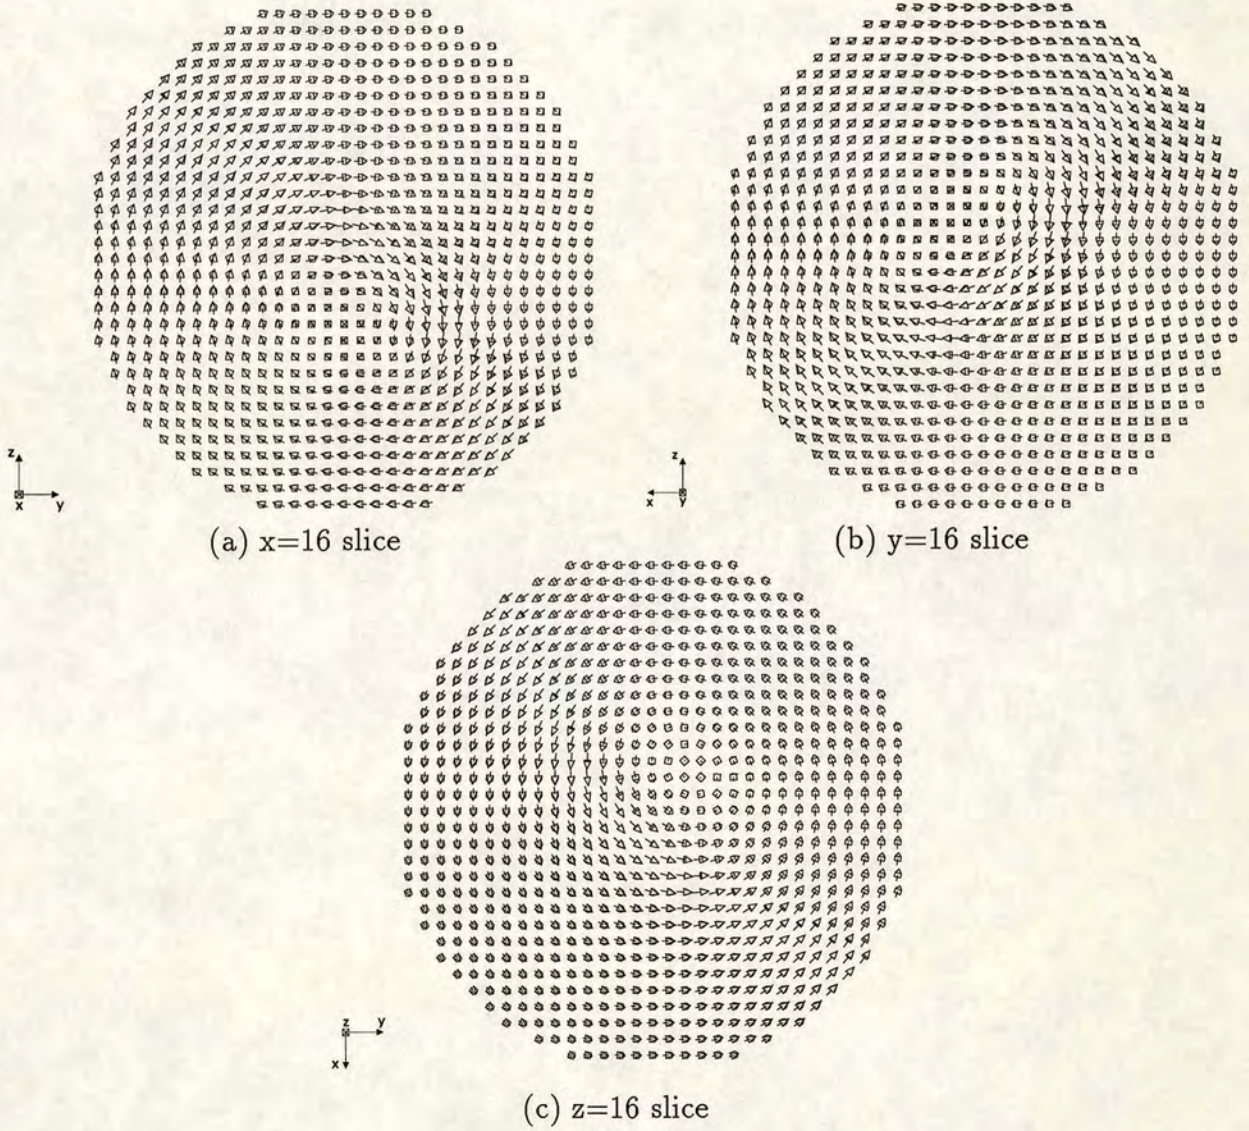 z
x y
(a) x=16 slice
z
x y
(b) y=16 slice
z y
x
(c) z=16 slice